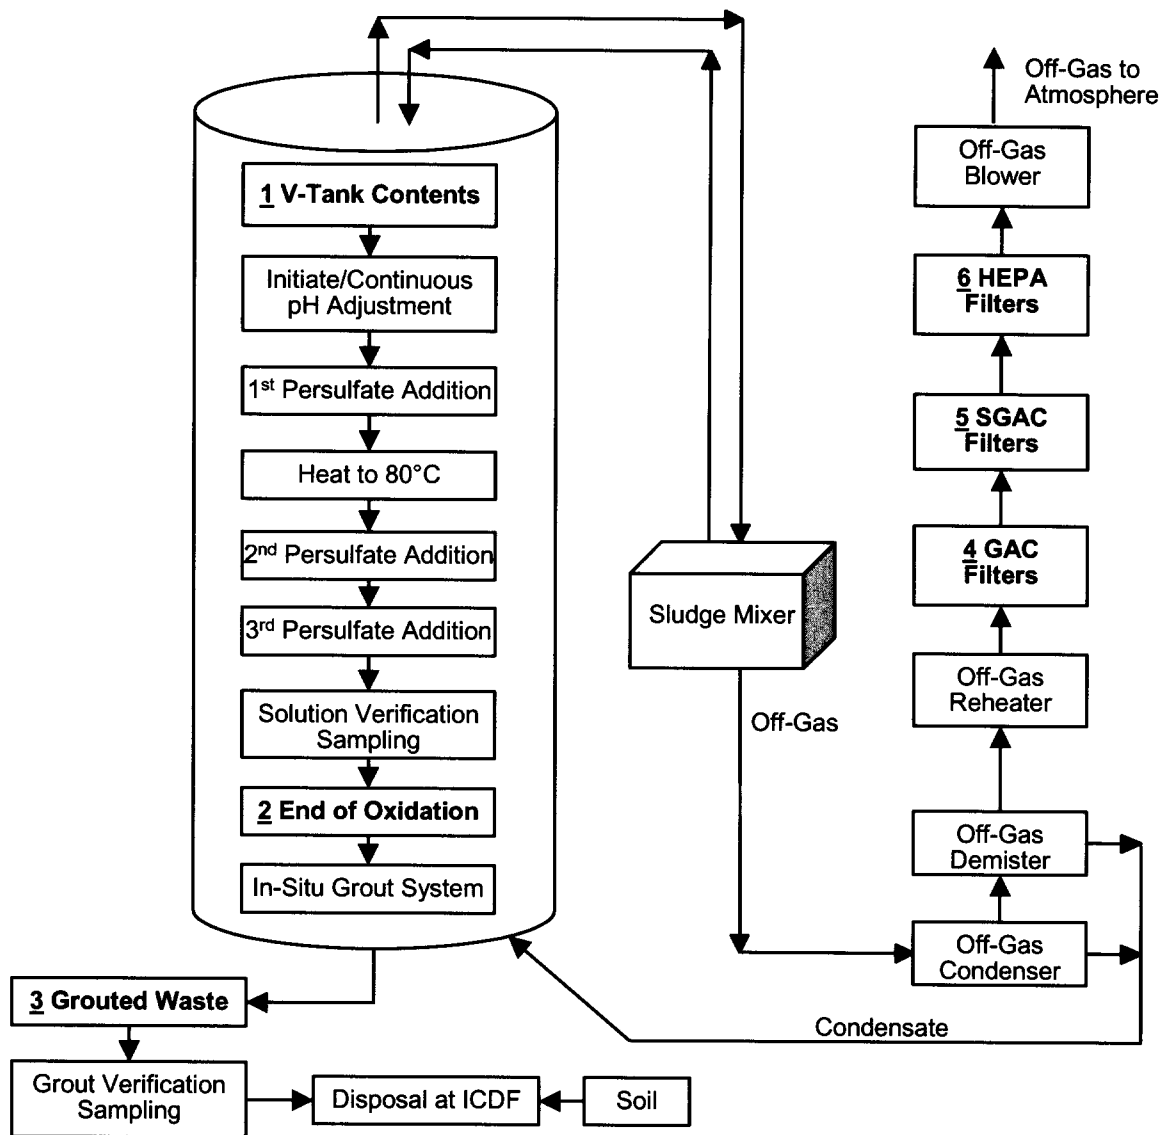 1 V-Tank Contents
Initiate/Continuous
pH Adjustment
1st Persulfate Addition
Heat to 80°C
2nd Persulfate Addition
3rd Persulfate Addition
Solution Verification
Sampling
2 End of Oxidation
In-Situ Grout System
3 Grouted Waste
Grout Verification
Sampling
Disposal at ICDF
Soil
Sludge Mixer
Off-Gas
Condensate
Off-Gas to
Atmosphere
Off-Gas
Blower
6 HEPA
Filters
5 SGAC
Filters
4 GAC
Filters
Off-Gas
Reheater
Off-Gas
Demister
Off-Gas
Condenser